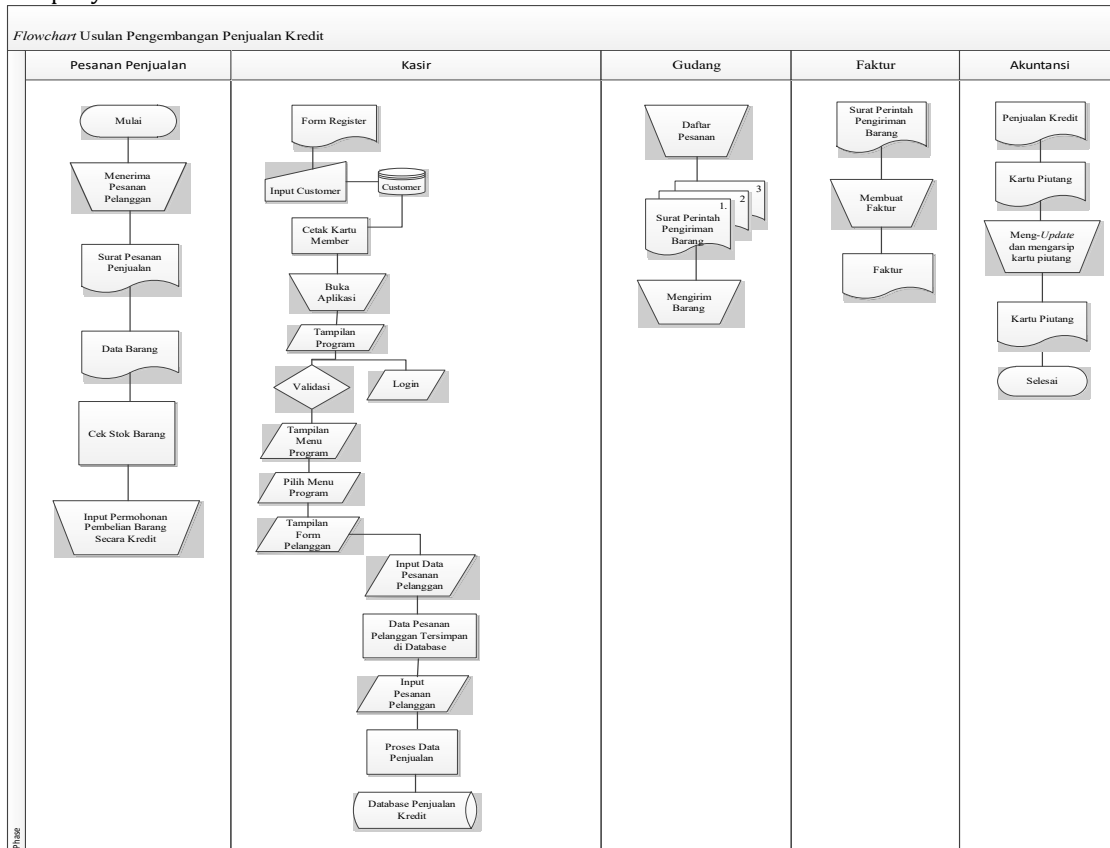 Flowchart Usulan Pengembangan Penjualan Kredit
Pesanan Penjualan
Kasir
Gudang
Faktur
Akuntansi
Mulai
Menerima
Pesanan
Pelanggan
Surat Pesanan
Penjualan
Data Barang
Cek Stok Barang
Input Permohonan
Pembelian Barang
Secara Kredit
Form Register
Input Customer
Customer
Cetak Kartu
Member
Buka
Aplikasi
Tampilan
Program
Validasi
Login
Tampilan
Menu
Program
Pilih Menu
Program
Tampilan
Form
Pelanggan
Input Data
Pesanan
Pelanggan
Data Pesanan
Pelanggan Tersimpan
di Database
Input
Pesanan
Pelanggan
Proses Data
Penjualan
Database Penjualan
Kredit
Daftar
Pesanan
3
2
1.
Surat Perintah
Pengiriman
Barang
Mengirim
Barang
Surat Perintah
Pengiriman
Barang
Membuat
Faktur
Faktur
Penjualan Kredit
Kartu Piutang
Meng-Update
dan mengarsip
kartu piutang
Kartu Piutang
Selesai
Phase